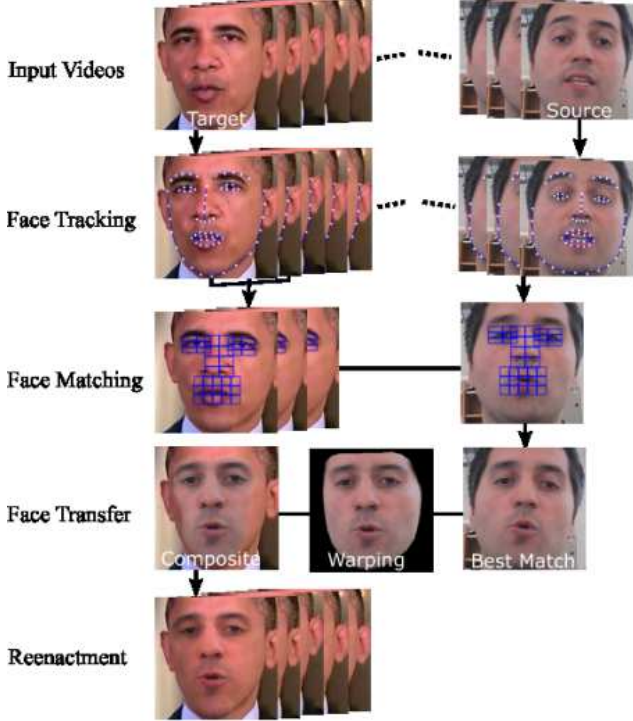 Input Videos
Target
Source
Face Tracking
Face Matching
Face Transfer
Composite
Warping
Best Match
Reenactment